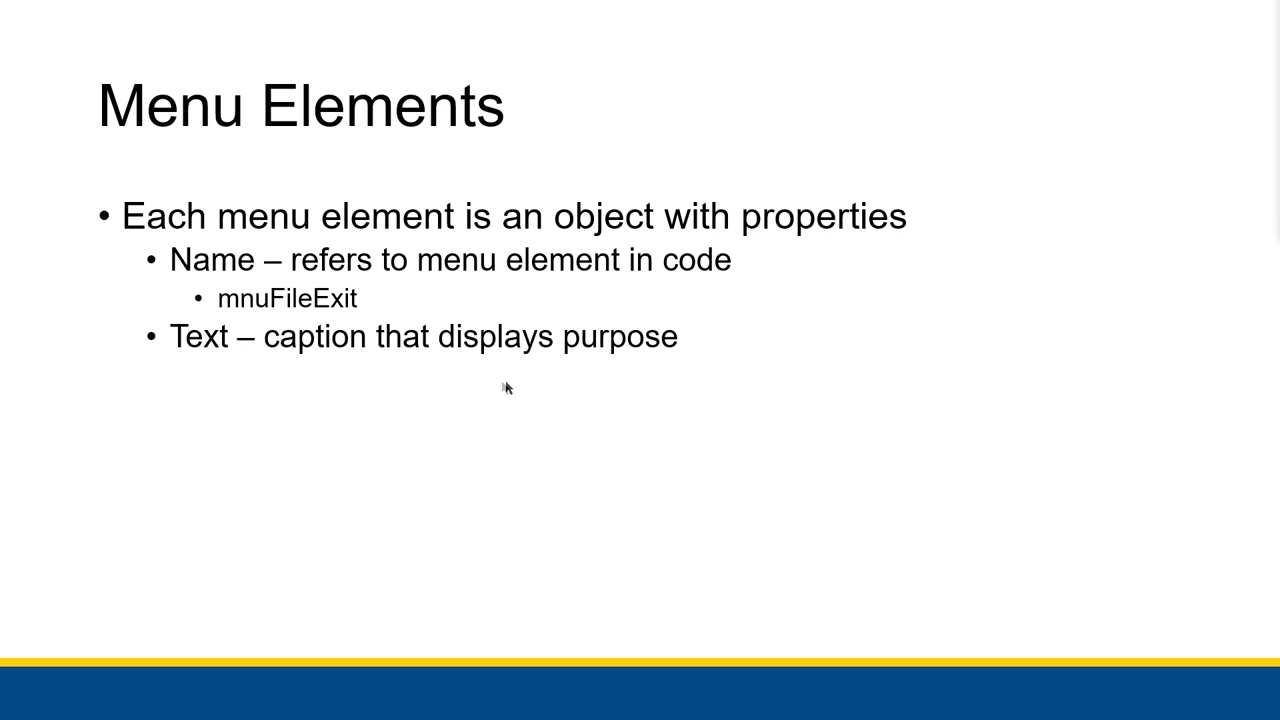 Menu Elements
• Each menu element is an object with properties
• Name – refers to menu element in code
• mnuFileExit
• Text – caption that displays purpose